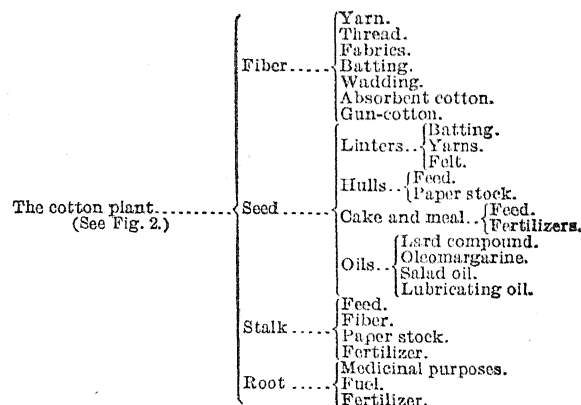 Yarn.
Thread.
Fabrics.
Fiber ...... Batting.
Wadding.
Absorbent cotton.
Gun-cotton.
Batting.
Linters .. Yarns.
Felt.
Hulls .. Feed.
Paper stock.
The cotton plant .......... Seed ....... Cake and meal .. Feed.
(See Fig. 2.) Fertilizers.
Lard compound.
Oils .. Oleomargarine.
Salad oil.
Lubricating oil.
Feed.
Stalk ..... Fiber.
Paper stock.
Fertilizer.
Medicinal purposes.
Root ..... Fuel.
Fertilizer.